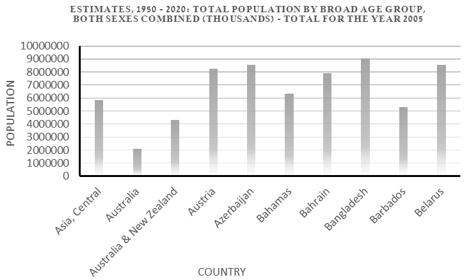 ESTIMATES, 1950 - 2020: TOTAL POPULATION BY BROAD AGE GROUP,
BOTH SEXES COMBINED (THOUSANDS) - TOTAL FOR THE YEAR 2005
POPULATION
10000000
9000000
8000000
7000000
6000000
5000000
4000000
3000000
2000000
1000000
0
Asia, Central
Australia
Australia & New Zealand
Austria
Azerbaijan
Bahamas
Bahrain
Bangladesh
Barbados
Belarus
COUNTRY